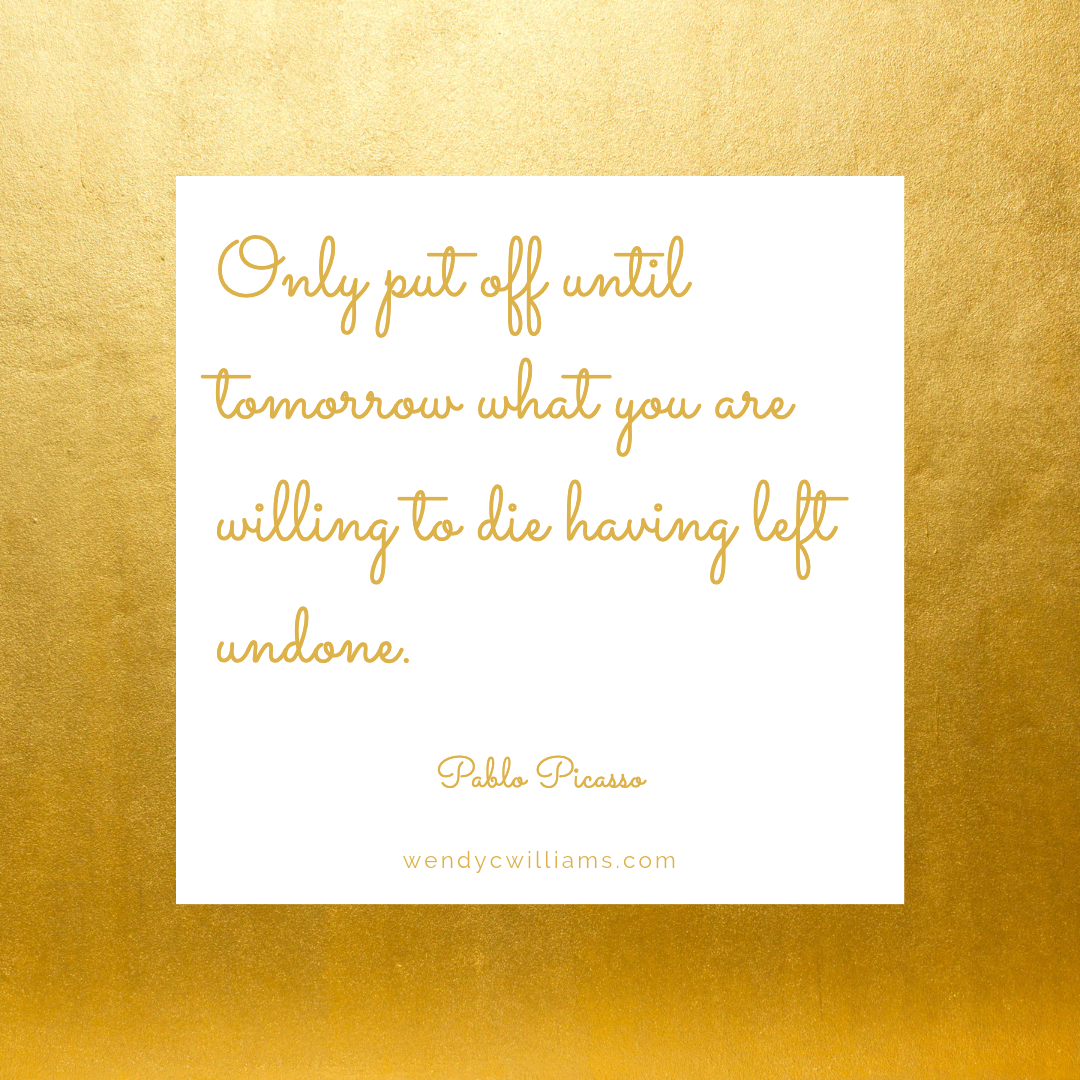 Only put off until
tomorrow what you are
willing to die having left
undone.
Pablo Picasso
wendycwilliams.com